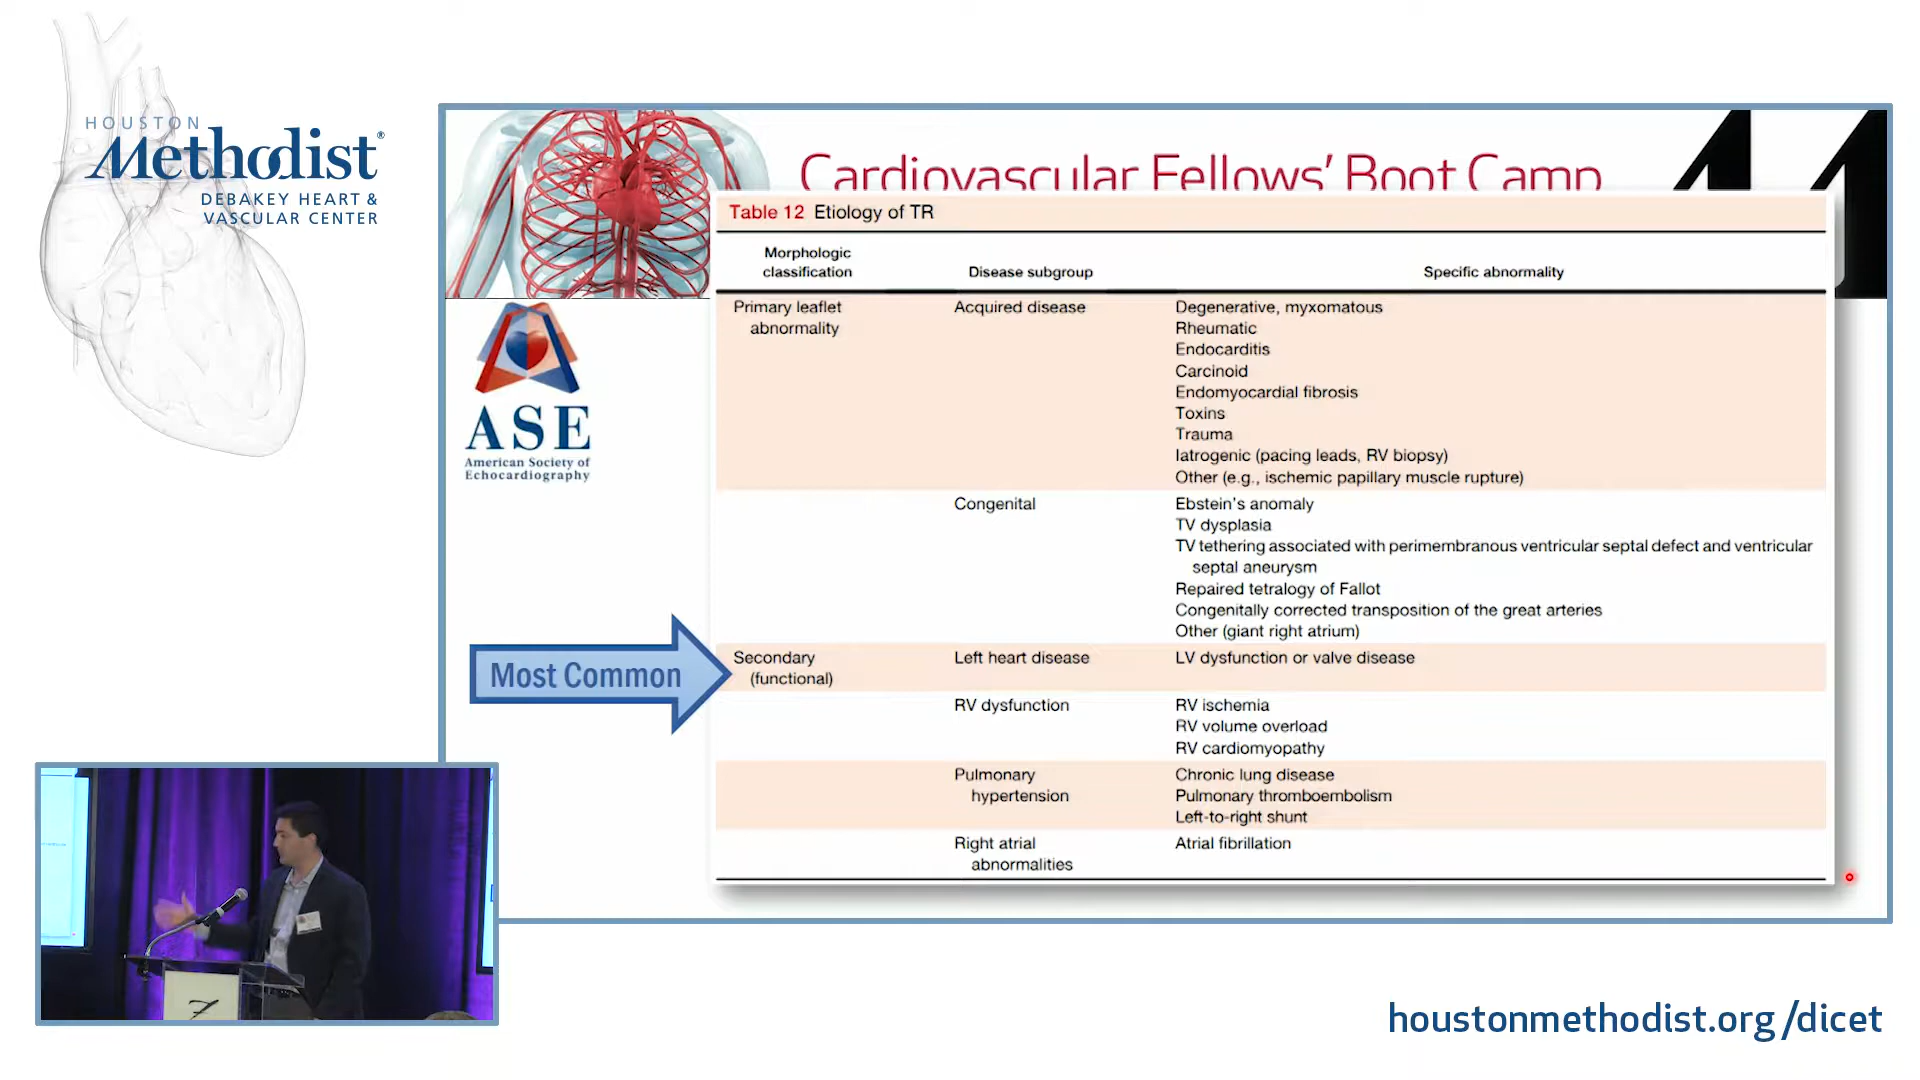 HOUSTON
Methodist®
DEBAKEY HEART &
VASCULAR CENTER
Cardiovascular Fellows' Boot Camp
Table 12 Etiology of TR
Morphologic
classification
Disease subgroup
Specific abnormality
Primary leaflet
abnormality
Acquired disease
Degenerative, myxomatous
Rheumatic
Endocarditis
Carcinoid
Endomyocardial fibrosis
Toxins
Trauma
Iatrogenic (pacing leads, RV biopsy)
Other (e.g., ischemic papillary muscle rupture)
Congenital
Ebstein's anomaly
TV dysplasia
TV tethering associated with perimembranous ventricular septal defect and ventricular
septal aneurysm
Repaired tetralogy of Fallot
Congenitally corrected transposition of the great arteries
Other (giant right atrium)
Secondary
(functional)
Left heart disease
LV dysfunction or valve disease
RV dysfunction
RV ischemia
RV volume overload
RV cardiomyopathy
Pulmonary
hypertension
Chronic lung disease
Pulmonary thromboembolism
Left-to-right shunt
Right atrial
abnormalities
Atrial fibrillation
ASE
American Society of
Echocardiography
Most Common
houstonmethodist.org/dicet